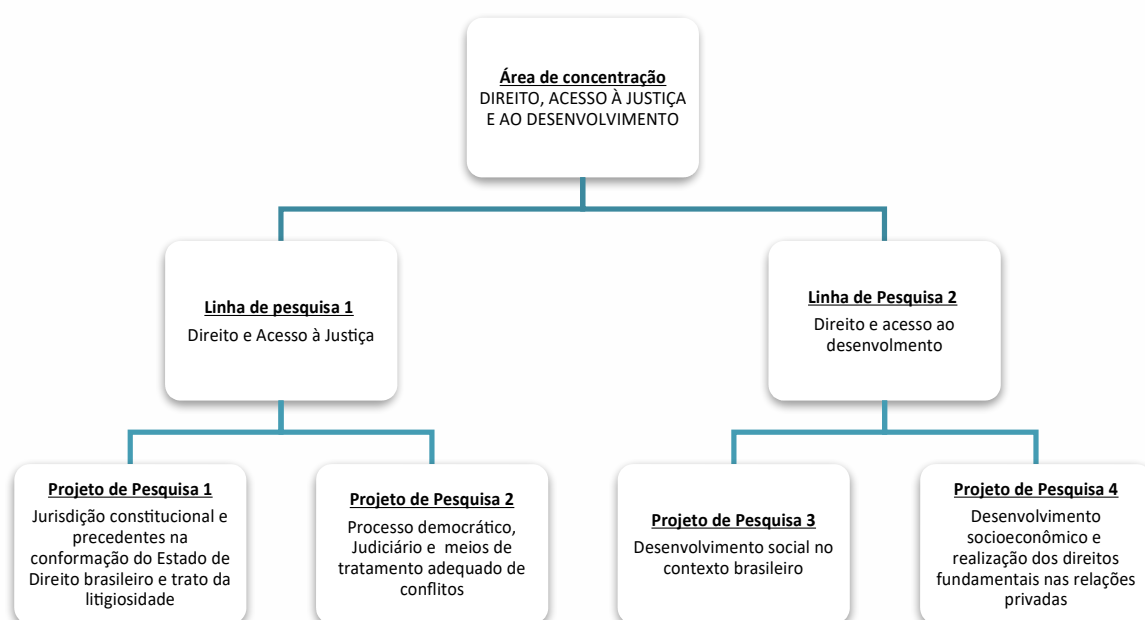 Área de concentração
DIREITO, ACESSO À JUSTIÇA
E AO DESENVOLVIMENTO
Linha de pesquisa 1
Direito e Acesso à Justiça
Linha de Pesquisa 2
Direito e acesso ao
desenvolmento
Projeto de Pesquisa 1
Jurisdição constitucional e
precedentes na
conformação do Estado de
Direito brasileiro e trato da
litigiosidade
Projeto de Pesquisa 2
Processo democrático,
Judiciário e meios de
tratamento adequado de
conflitos
Projeto de Pesquisa 3
Desenvolvimento social no
contexto brasileiro
Projeto de Pesquisa 4
Desenvolvimento
socioeconômico e
realização dos direitos
fundamentais nas relações
privadas